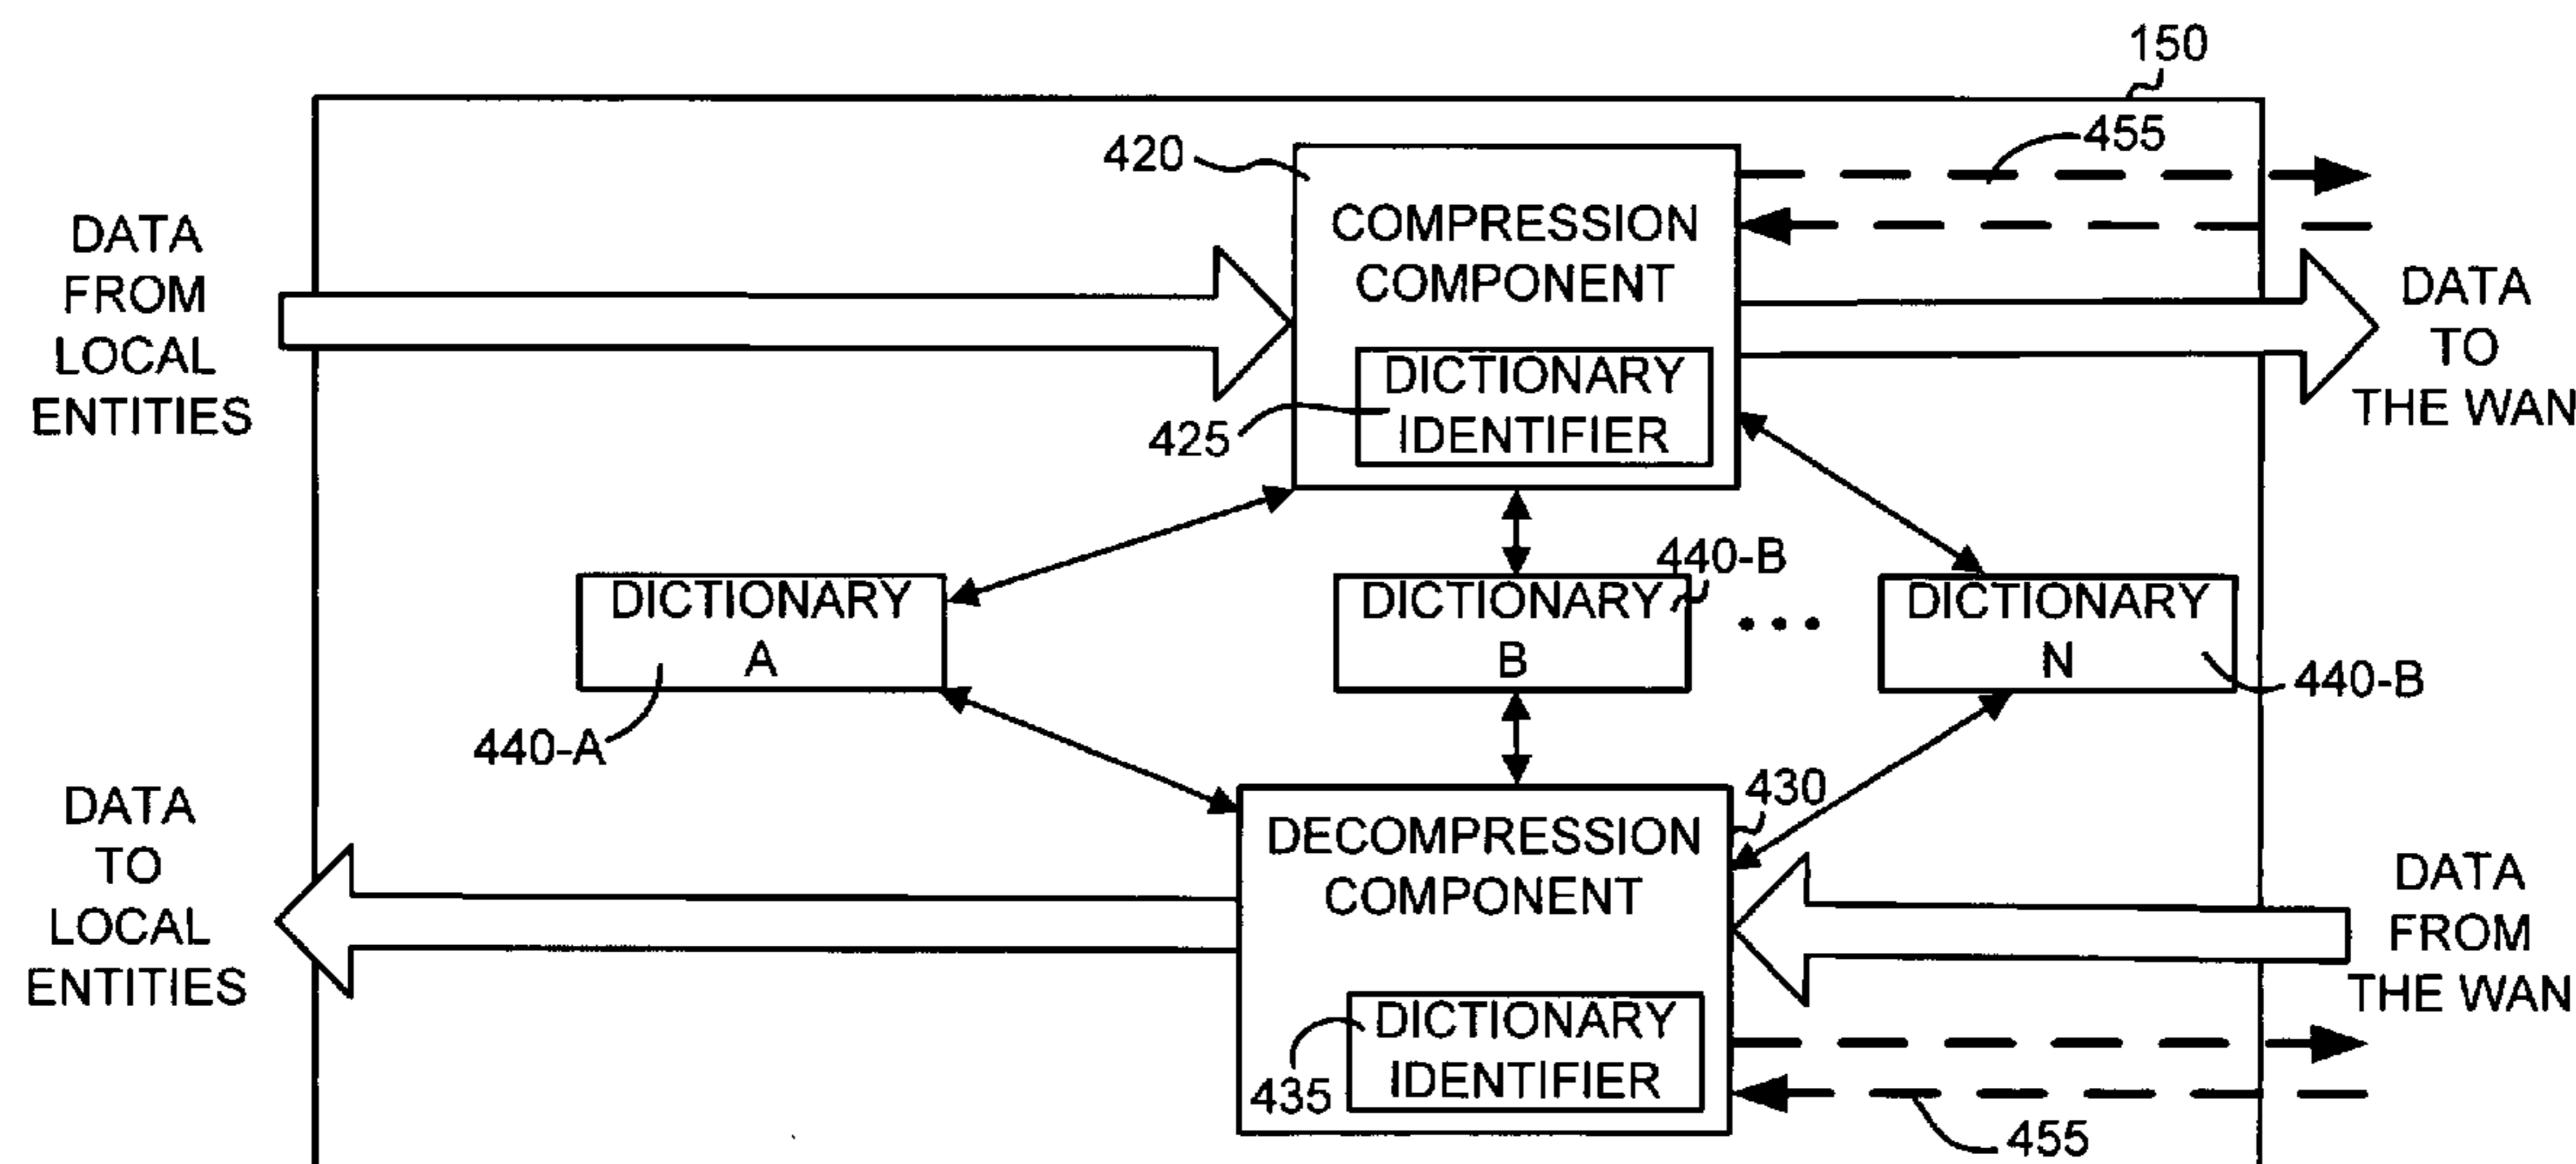 150
455
420
COMPRESSION
COMPONENT
DATA
FROM
LOCAL
ENTITIES
DATA
TO
THE WAN
DICTIONARY
IDENTIFIER
425
440-B
DICTIONARY
A
DICTIONARY
B
DICTIONARY
N
440-A
440-B
430
DATA
TO
LOCAL
ENTITIES
DECOMPRESSION
COMPONENT
DATA
FROM
THE WAN
DICTIONARY
IDENTIFIER
435
455